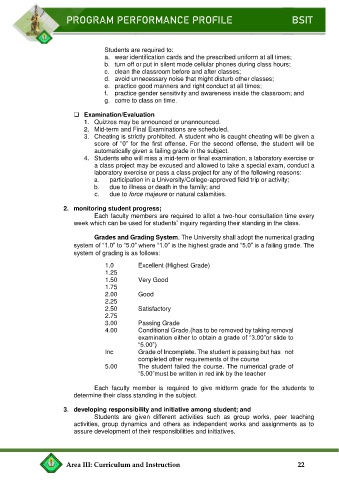 PROGRAM PERFORMANCE PROFILE BSIT
Students are required to:
a. wear identification cards and the prescribed uniform at all times;
b. turn off or put in silent mode cellular phones during class hours;
c. clean the classroom before and after classes;
d. avoid unnecessary noise that might disturb other classes;
e. practice good manners and right conduct at all times;
f. practice gender sensitivity and awareness inside the classroom; and
g. come to class on time.
❑ Examination/Evaluation
1. Quizzes may be announced or unannounced.
2. Mid-term and Final Examinations are scheduled.
3. Cheating is strictly prohibited. A student who is caught cheating will be given a
score of "0" for the first offense. For the second offense, the student will be
automatically given a failing grade in the subject.
4. Students who will miss a mid-term or final examination, a laboratory exercise or
a class project may be excused and allowed to take a special exam, conduct a
laboratory exercise or pass a class project for any of the following reasons:
a. participation in a University/College-approved field trip or activity;
b. due to illness or death in the family; and
c. due to force majeure or natural calamities.
2. monitoring student progress;
Each faculty members are required to allot a two-hour consultation time every
week which can be used for students' inquiry regarding their standing in the class.
Grades and Grading System. The University shall adopt the numerical grading
system of "1.0" to "5.0" where "1.0" is the highest grade and "5.0" is a failing grade. The
system of grading is as follows:
1.0 Excellent (Highest Grade)
1.25
1.50 Very Good
1.75
2.00 Good
2.25
2.50 Satisfactory
2.75
3.00 Passing Grade
4.00 Conditional Grade.(has to be removed by taking removal
examination either to obtain a grade of "3.00"or slide to
"5.00")
Inc Grade of Incomplete. The student is passing but has not
completed other requirements of the course
5.00 The student failed the course. The numerical grade of
"5.00"must be written in red ink by the teacher
Each faculty member is required to give midterm grade for the students to
determine their class standing in the subject.
3. developing responsibility and initiative among student; and
Students are given different activities such as group works, peer teaching
activities, group dynamics and others as independent works and assignments as to
assure development of their responsibilities and initiatives.
Area III: Curriculum and Instruction 22